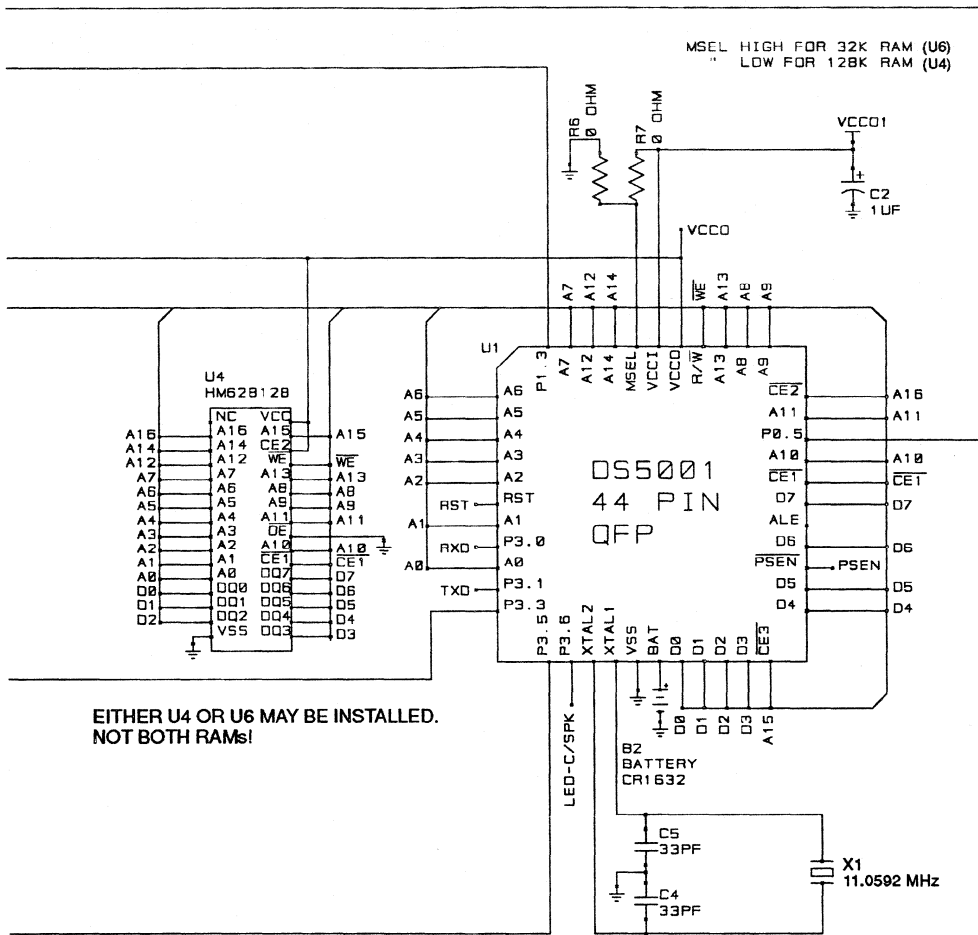 MSEL HIGH FOR 32K RAM (U6)
" LOW FOR 128K RAM (U4)
R6
0 OHM
R7
0 OHM
VCCO1
+
C2
1UF
VCCO
A7
A12
A14
WE
A13
A8
A9
U1
P1.3
A7
A12
A14
MSEL
VCCI
VCCO
R/W
A13
A8
A9
U4
HM628128
NC VCC
A16 A16 A15 A15
A14 A14 CE2
A12 A12 WE WE
A7 A7 A13 A13
A6 A6 A8 A8
A5 A5 A9 A9
A4 A4 A11 A11
A3 A3 OE
A2 A2 A10 A10
A1 A1 CE1 CE1
A0 A0 DQ7 D7
D0 DQ0 DQ6 D6
D1 DQ1 DQ5 D5
D2 DQ2 DQ4 D4
VSS DQ3 D3
A6 A6
A5 A5
A4 A4
A3 A3
A2 A2
RST RST
A1 A1
RXD P3.0
A0 A0
TXD P3.1
P3.3
DS5001
44 PIN
QFP
CE2 A16
A11 A11
P0.5
A10 A10
CE1 CE1
D7 D7
ALE
D6 D6
PSEN PSEN
D5 D5
D4 D4
P3.5
P3.6
XTAL2
XTAL1
VSS
BAT
D0
D1
D2
D3
CE3
+
LED-C/SPK
D0
D1
D2
D3
A15
B2
BATTERY
CR1632
EITHER U4 OR U6 MAY BE INSTALLED.
NOT BOTH RAMs!
C5
33PF
C4
33PF
X1
11.0592 MHz